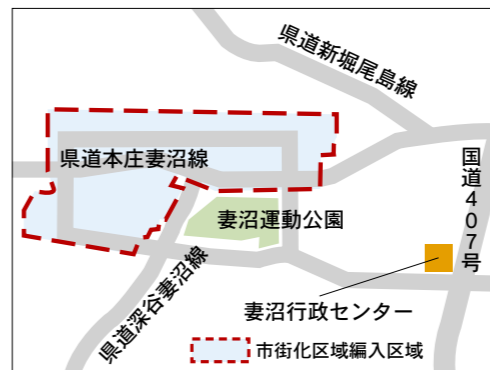 県道新堀尾島線
県道本庄妻沼線
国道407号
妻沼運動公園
県道深谷妻沼線
妻沼行政センター
市街化区域編入区域